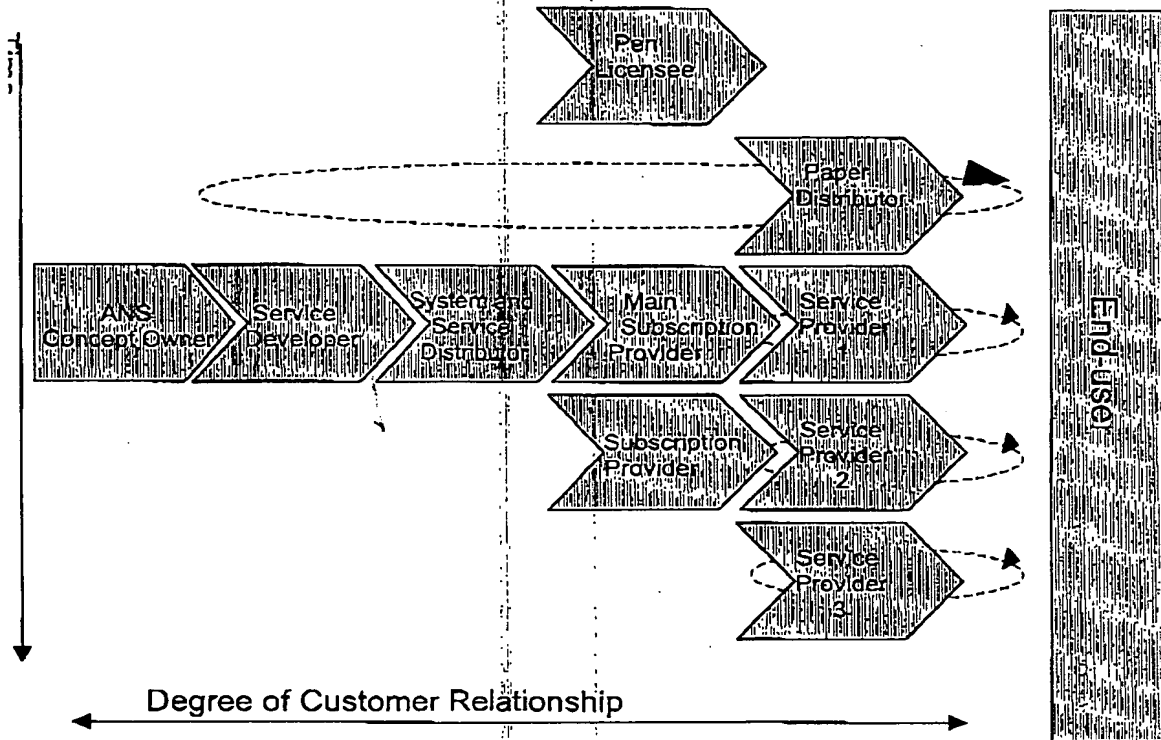 Pen
Licensee
Paper
Distributor
ANS
Concept Owner
Service
Developer
System and
Service
Distributor
Main
Subscription
Provider
Service
Provider
1
Subscription
Provider
Service
Provider
2
Service
Provider
3
End-user
Degree of Customer Relationship